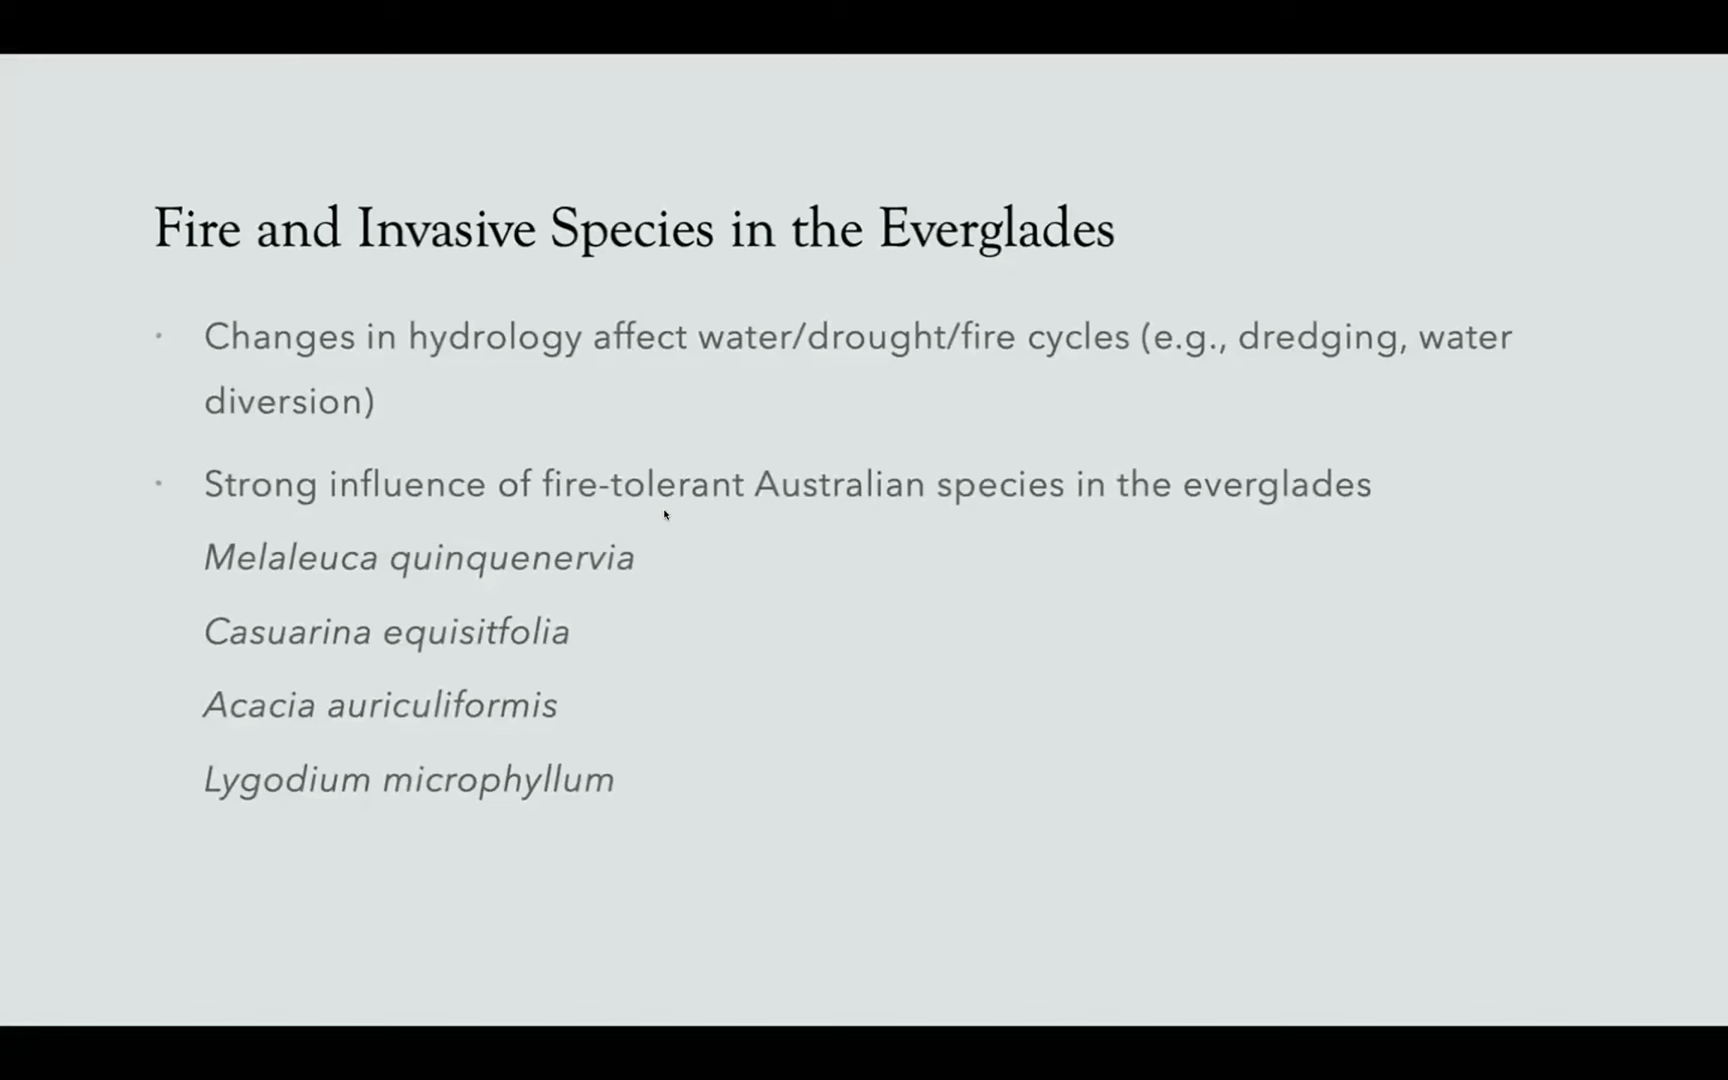 Fire and Invasive Species in the Everglades
• Changes in hydrology affect water/drought/fire cycles (e.g., dredging, water
diversion)
• Strong influence of fire-tolerant Australian species in the everglades
Melaleuca quinquenervia
Casuarina equisitfolia
Acacia auriculiformis
Lygodium microphyllum